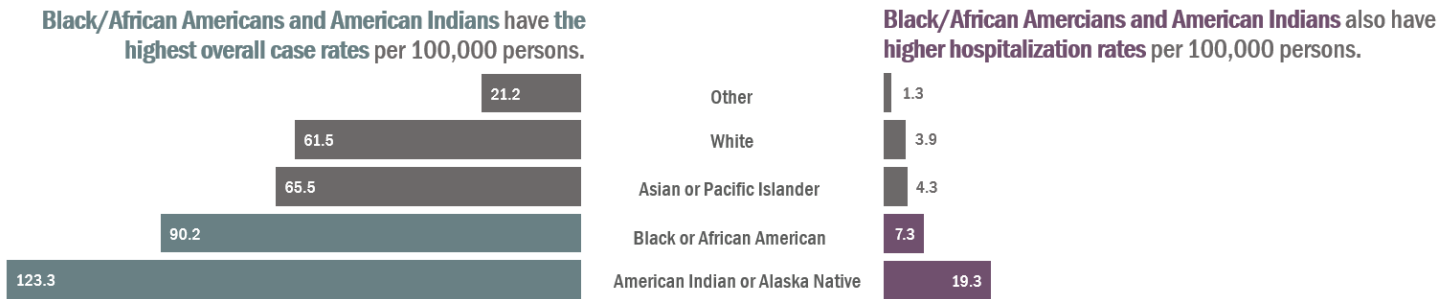 Black/African Americans and American Indians have the
highest overall case rates per 100,000 persons.
Black/African Amercians and American Indians also have
higher hospitalization rates per 100,000 persons.
21.2 Other 1.3
61.5 White 3.9
65.5 Asian or Pacific Islander 4.3
90.2 Black or African American 7.3
123.3 American Indian or Alaska Native 19.3